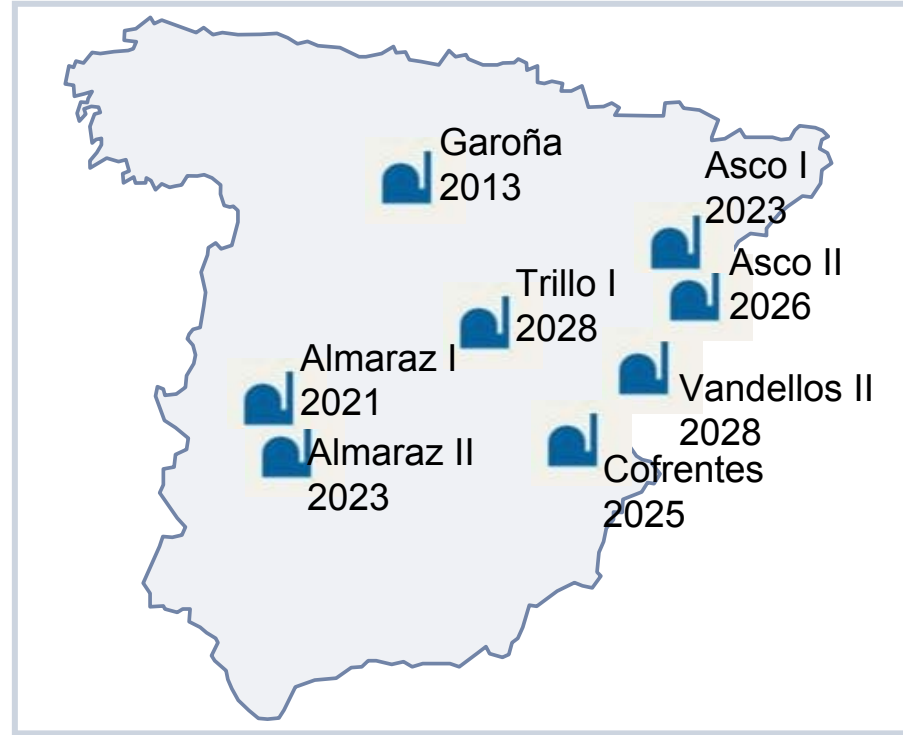 Garoña
2013
Asco I
2023
Asco II
2026
Trillo I
2028
Almaraz I
2021
Vandellos II
2028
Almaraz II
2023
Cofrentes
2025